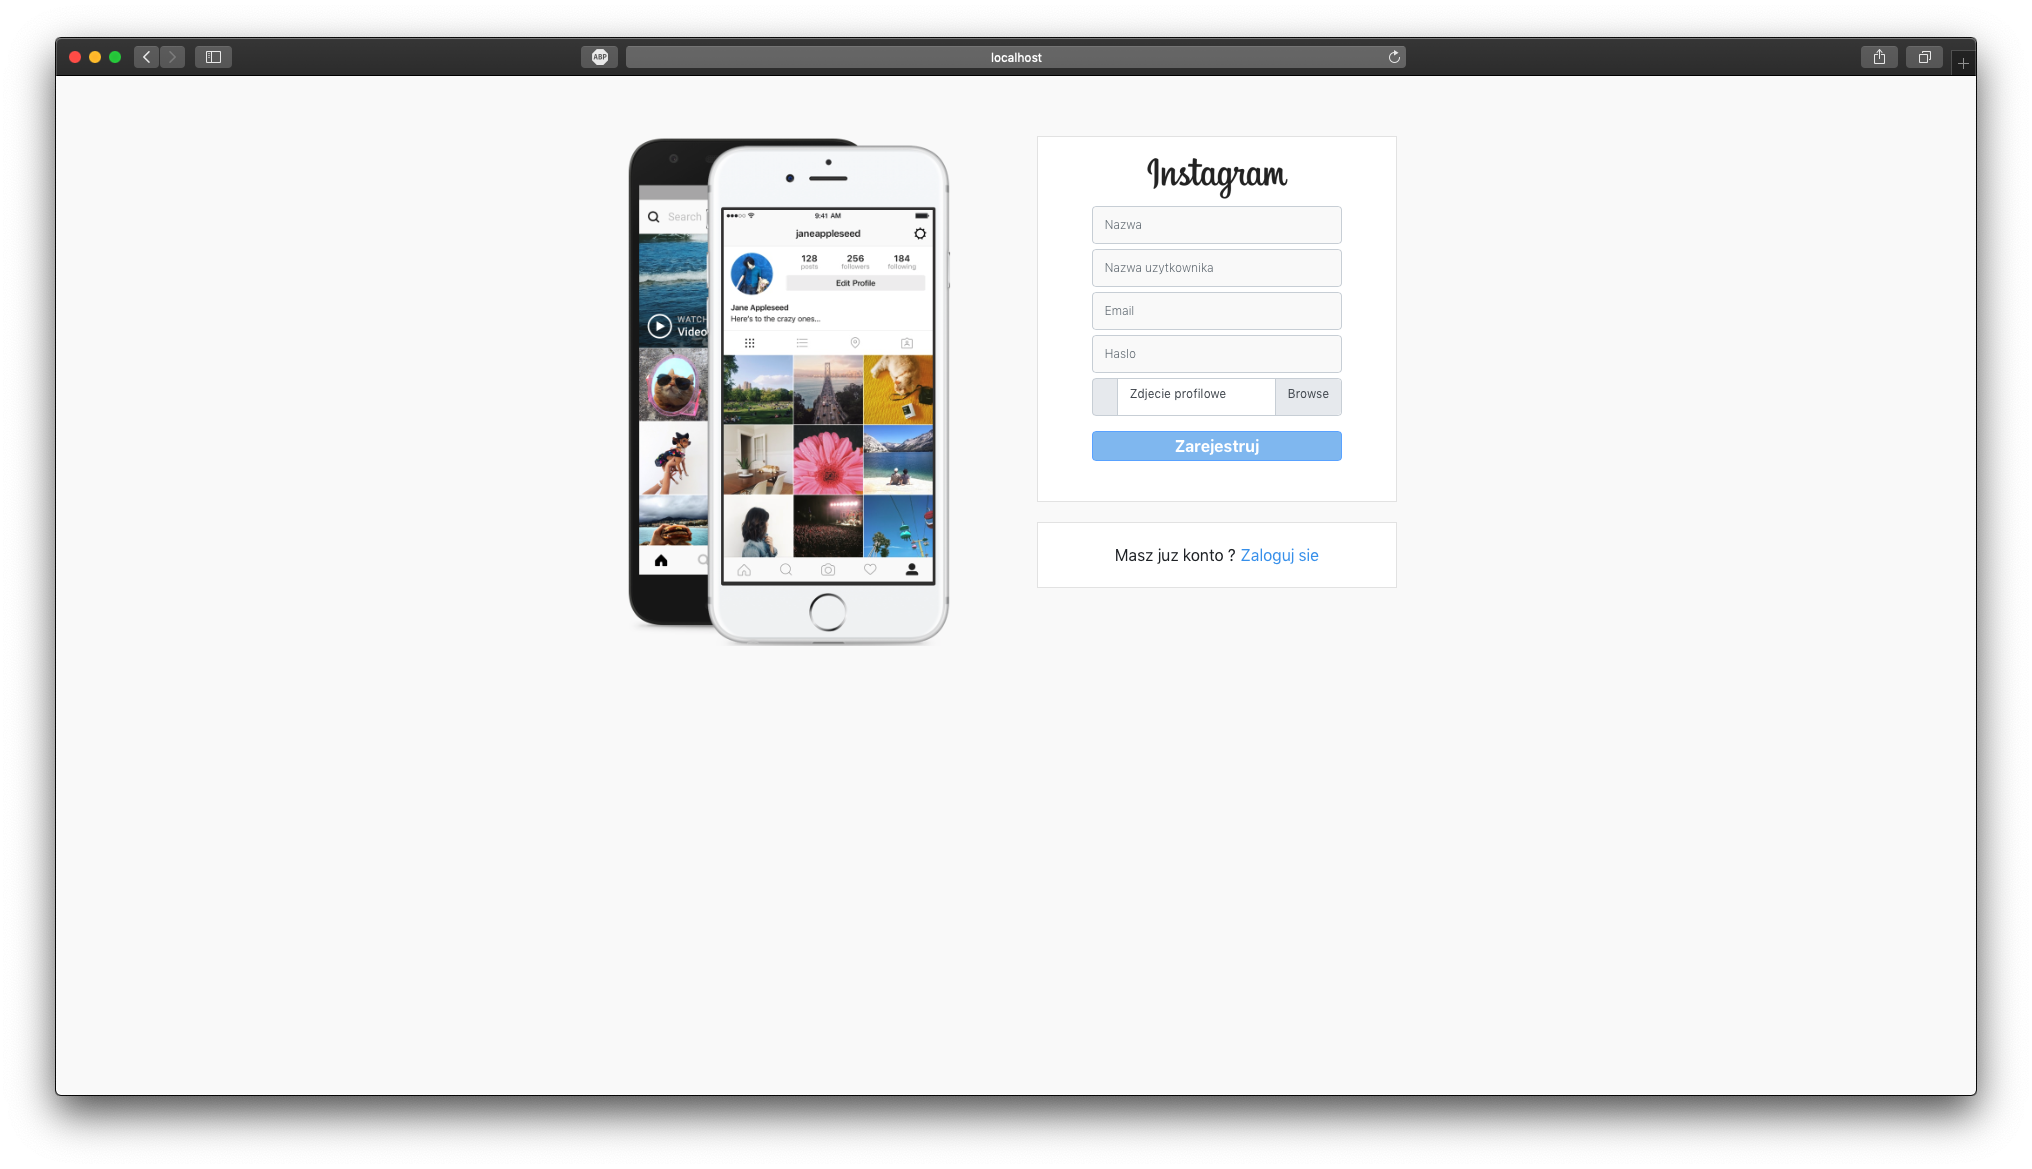 ABP
localhost
Search
WATCH
Video
9:41 AM
janeappleseed
128 256 184
posts followers following
Edit Profile
Jane Appleseed
Here's to the crazy ones...
Instagram
Nazwa
Nazwa uzytkownika
Email
Haslo
Zdjecie profilowe Browse
Zarejestruj
Masz juz konto ? Zaloguj sie